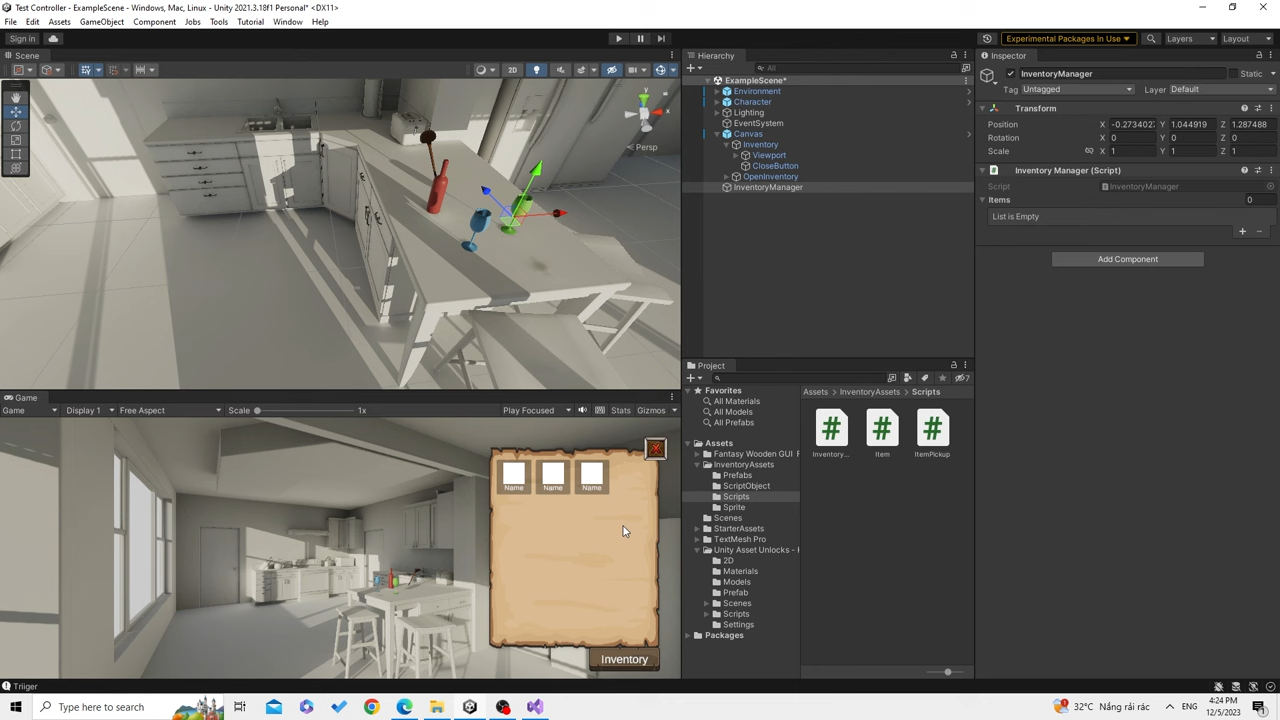 Test Controller - ExampleScene - Windows, Mac, Linux - Unity 2021.3.18f1 Personal* <DX11>
File Edit Assets GameObject Component Jobs Tools Tutorial Window Help
Sign in
Experimental Packages In Use
Layers
Layout
Scene
2D
y
x
Persp
Game
Game
Display 1
Free Aspect
Scale
1x
Play Focused
Stats
Gizmos
Name
Name
Name
Inventory
Hierarchy
All
ExampleScene*
Environment
Character
Lighting
EventSystem
Canvas
Inventory
Viewport
CloseButton
OpenInventory
InventoryManager
Project
7
Favorites
All Materials
All Models
All Prefabs
Assets
Fantasy Wooden GUI F
InventoryAssets
Prefabs
ScriptObject
Scripts
Sprite
Scenes
StarterAssets
TextMesh Pro
Unity Asset Unlocks -
2D
Materials
Models
Prefab
Scenes
Scripts
Settings
Packages
Assets
InventoryAssets
Scripts
#
#
#
Inventory...
Item
ItemPickup
Inspector
InventoryManager
Static
Tag Untagged
Layer Default
Transform
Position X -0.273402 Y 1.044919 Z 1.287488
Rotation X 0 Y 0 Z 0
Scale X 1 Y 1 Z 1
Inventory Manager (Script)
Script
InventoryManager
Items
0
List is Empty
Add Component
Triiger
Type here to search
32°C Nắng rải rác
ENG
4:24 PM
12/5/2023